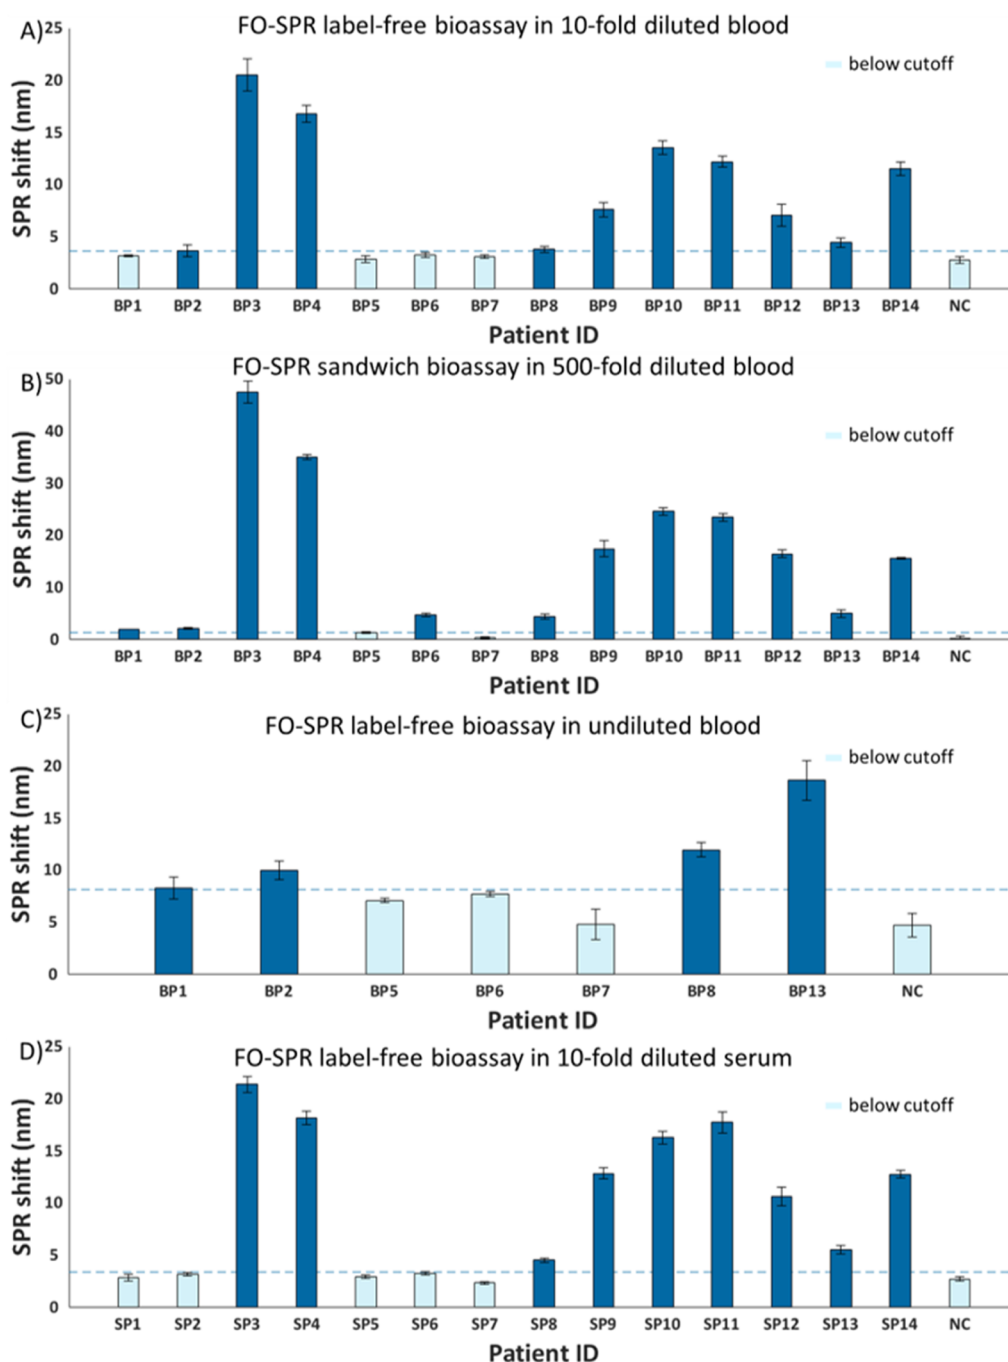 A)
FO-SPR label-free bioassay in 10-fold diluted blood
below cutoff
SPR shift (nm)
25
20
15
10
5
0
BP1 BP2 BP3 BP4 BP5 BP6 BP7 BP8 BP9 BP10 BP11 BP12 BP13 BP14 NC
Patient ID
B)
FO-SPR sandwich bioassay in 500-fold diluted blood
below cutoff
SPR shift (nm)
50
40
30
20
10
0
BP1 BP2 BP3 BP4 BP5 BP6 BP7 BP8 BP9 BP10 BP11 BP12 BP13 BP14 NC
Patient ID
C)
FO-SPR label-free bioassay in undiluted blood
below cutoff
SPR shift (nm)
25
20
15
10
5
0
BP1 BP2 BP5 BP6 BP7 BP8 BP13 NC
Patient ID
D)
FO-SPR label-free bioassay in 10-fold diluted serum
below cutoff
SPR shift (nm)
25
20
15
10
5
0
SP1 SP2 SP3 SP4 SP5 SP6 SP7 SP8 SP9 SP10 SP11 SP12 SP13 SP14 NC
Patient ID